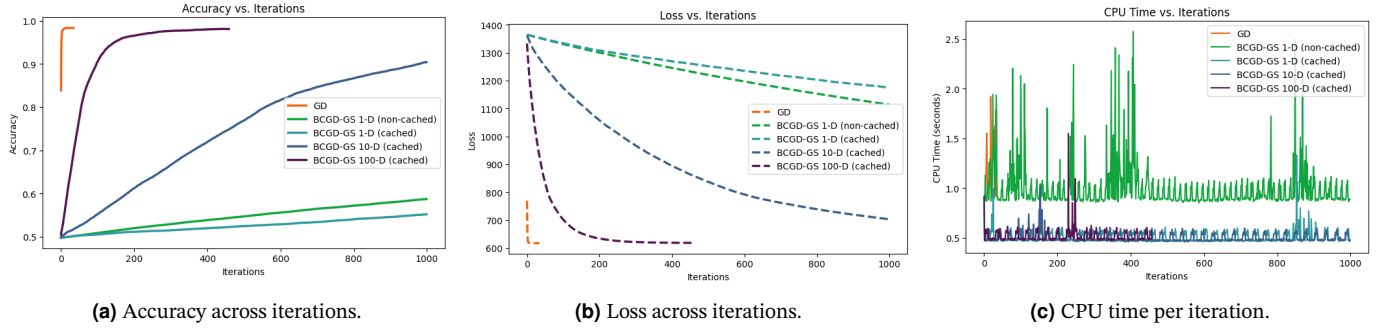 Accuracy vs. Iterations
1.0
0.9
0.8
0.7
0.6
0.5
Accuracy
GD
BCGD-GS 1-D (non-cached)
BCGD-GS 1-D (cached)
BCGD-GS 10-D (cached)
BCGD-GS 100-D (cached)
0 200 400 600 800 1000
Iterations
(a) Accuracy across iterations.
Loss vs. Iterations
1400
1300
1200
1100
1000
900
800
700
600
Loss
GD
BCGD-GS 1-D (non-cached)
BCGD-GS 1-D (cached)
BCGD-GS 10-D (cached)
BCGD-GS 100-D (cached)
0 200 400 600 800 1000
Iterations
(b) Loss across iterations.
CPU Time vs. Iterations
2.5
2.0
1.5
1.0
0.5
CPU Time (seconds)
GD
BCGD-GS 1-D (non-cached)
BCGD-GS 1-D (cached)
BCGD-GS 10-D (cached)
BCGD-GS 100-D (cached)
0 200 400 600 800 1000
Iterations
(c) CPU time per iteration.